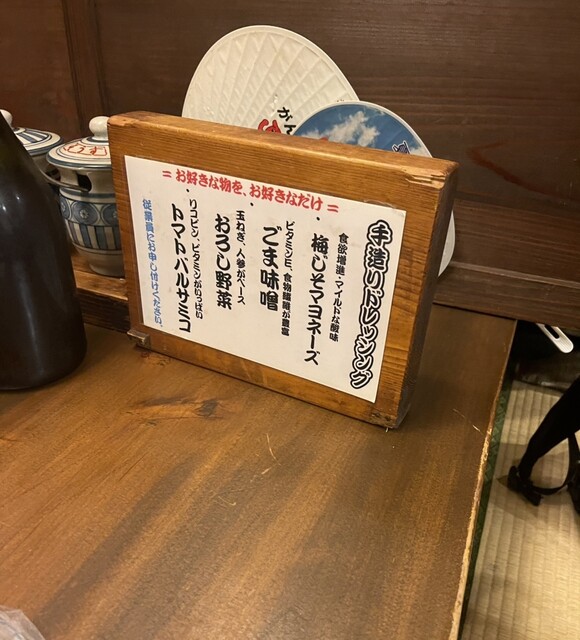 = お好きな物を、お好きなだけ =
手造りドレッシング
食欲増進・マイルドな酸味
・梅じそマヨネーズ
ビタミンE、食物繊維が豊富
・ごま味噌
玉ねぎ、人参がベース
・おろし野菜
リコピン、ビタミンがいっぱい
・トマトバルサミコ
従業員にお申し付けください。